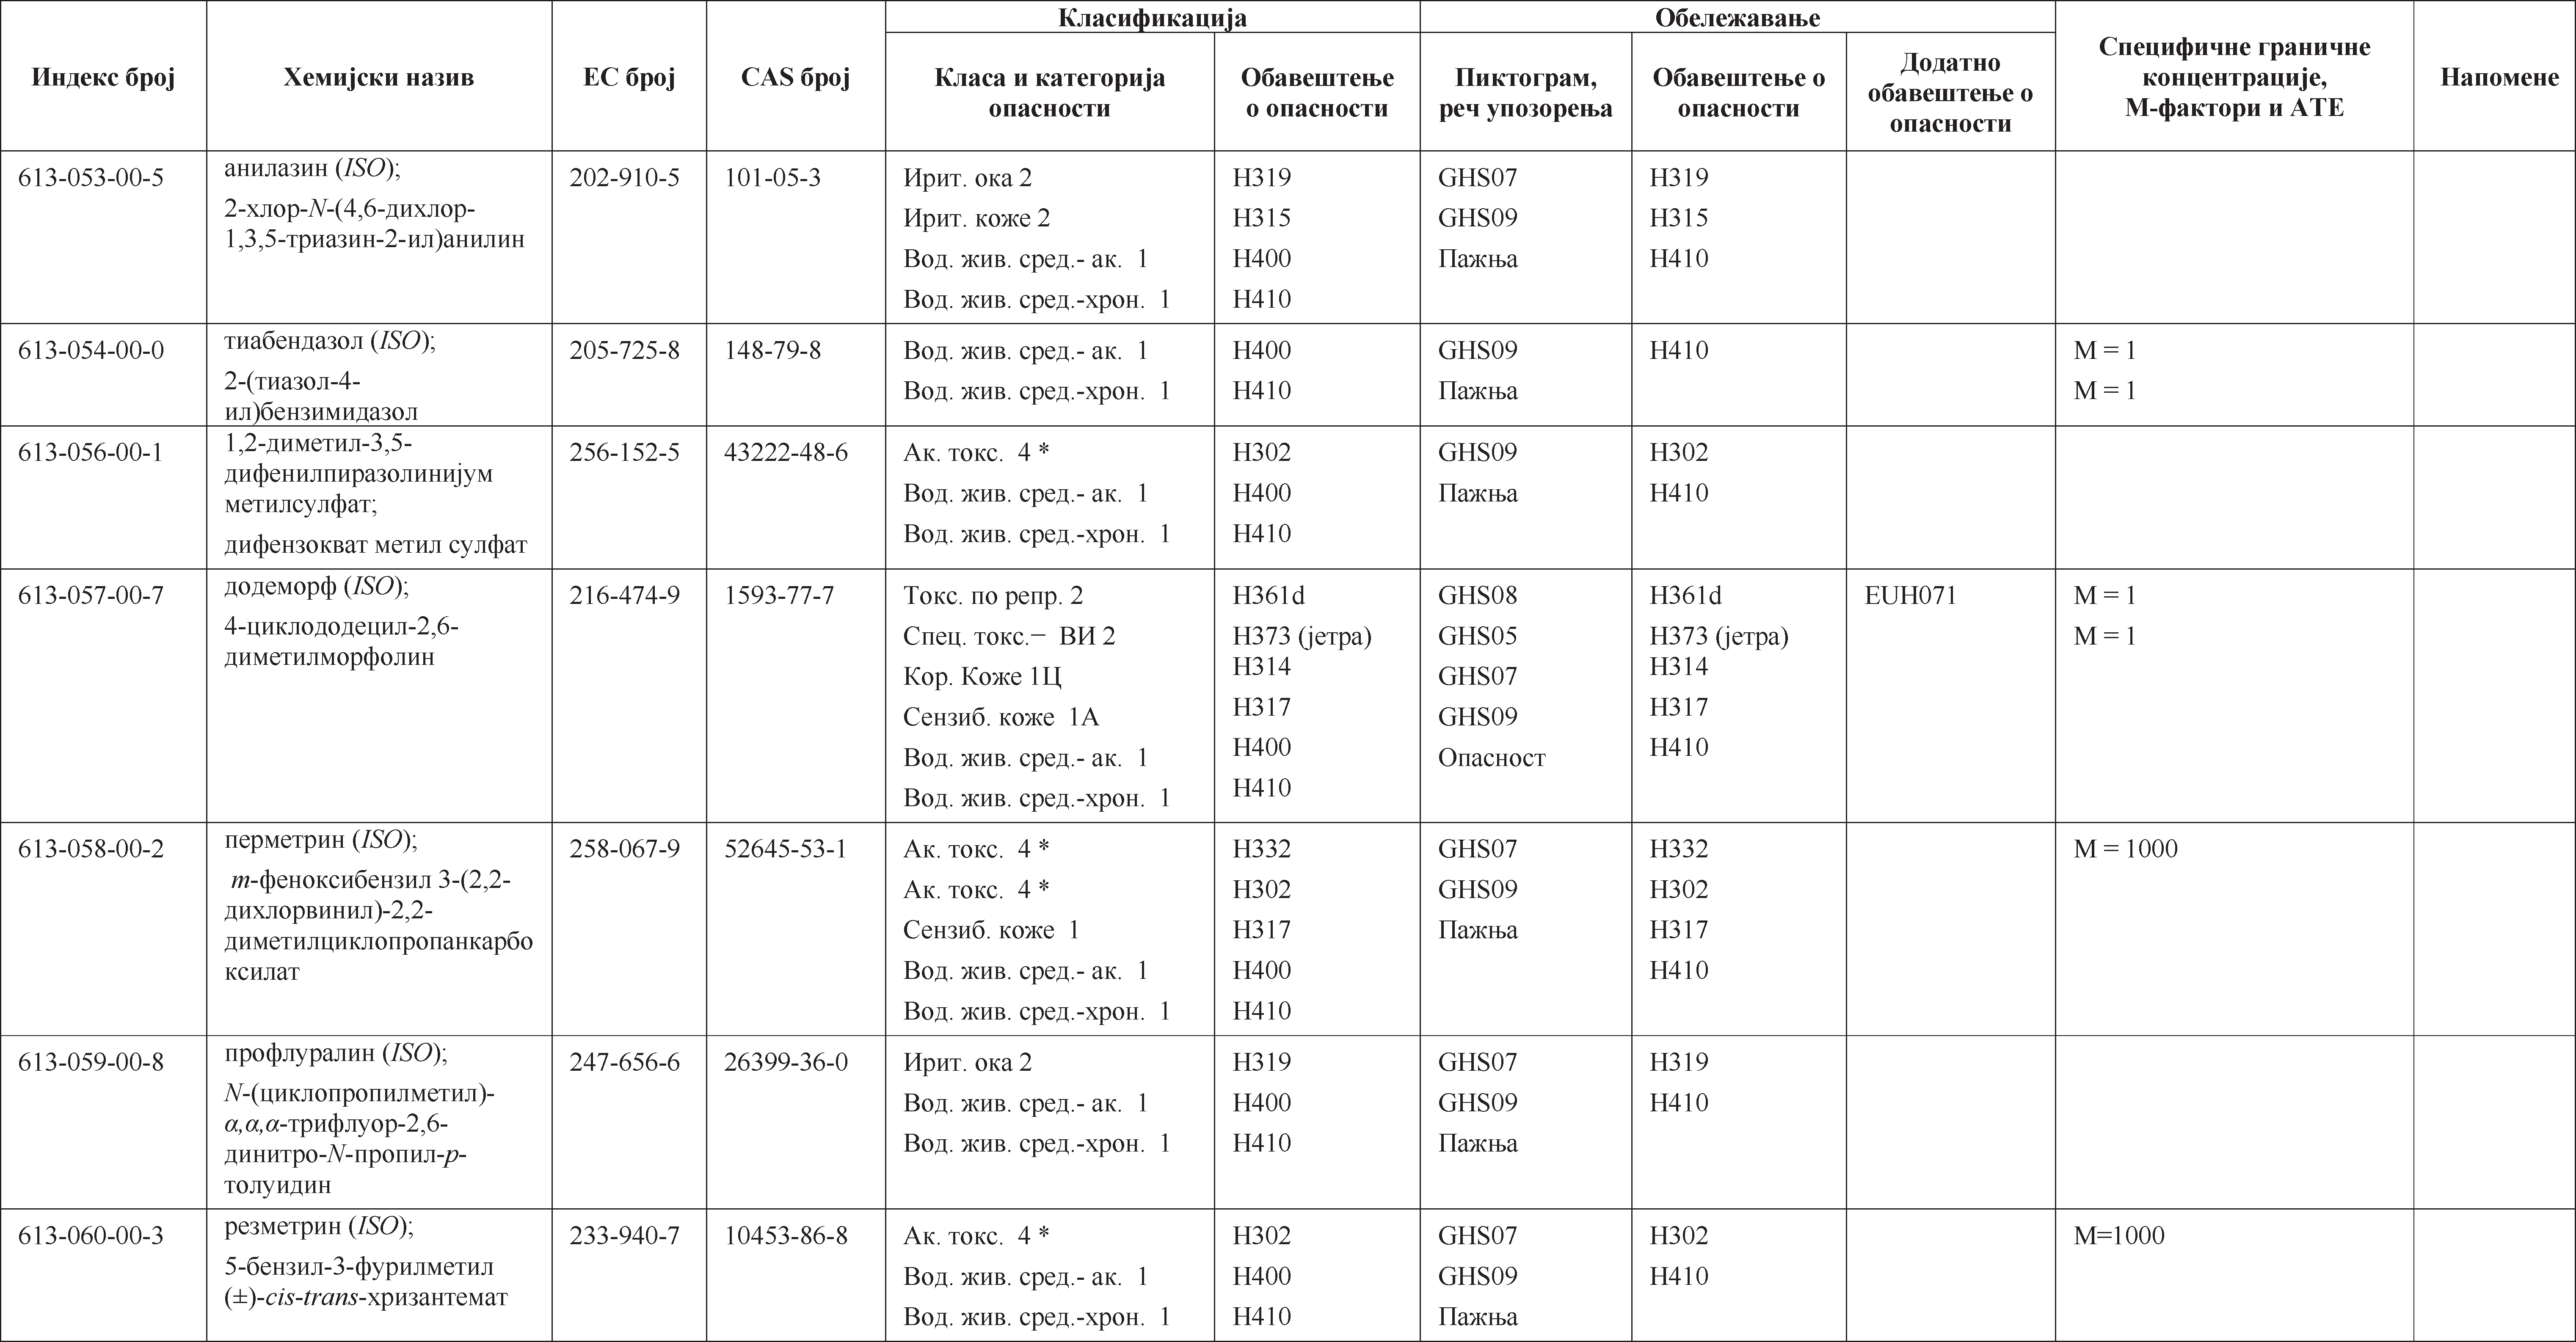 Индекс број
Хемијски назив
ЕС број
CAS број
Класификација
Класа и категорија
опасности
Обавештење
о опасности
Обележавање
Пиктограм,
реч упозорења
Обавештење о
опасности
Додатно
обавештење о
опасности
Специфичне граничне
концентрације,
М-фактори и АТЕ
Напомене
613-053-00-5
анилазин (ISO);
2-хлор-N-(4,6-дихлор-
1,3,5-триазин-2-ил)анилин
202-910-5
101-05-3
Ирит. ока 2
Ирит. коже 2
Вод. жив. сред.- ак. 1
Вод. жив. сред.-хрон. 1
H319
H315
H400
H410
GHS07
GHS09
Пажња
H319
H315
H410
613-054-00-0
тиабендазол (ISO);
2-(тиазол-4-
ил)бензимидазол
205-725-8
148-79-8
Вод. жив. сред.- ак. 1
Вод. жив. сред.-хрон. 1
H400
H410
GHS09
Пажња
H410
M = 1
M = 1
613-056-00-1
1,2-диметил-3,5-
дифенилпиразолинијум
метилсулфат;
дифензокват метил сулфат
256-152-5
43222-48-6
Ак. токс. 4 *
Вод. жив. сред.- ак. 1
Вод. жив. сред.-хрон. 1
H302
H400
H410
GHS09
Пажња
H302
H410
613-057-00-7
додеморф (ISO);
4-циклододецил-2,6-
диметилморфолин
216-474-9
1593-77-7
Токс. по репр. 2
Спец. токс.− ВИ 2
Кор. Коже 1Ц
Сензиб. коже 1А
Вод. жив. сред.- ак. 1
Вод. жив. сред.-хрон. 1
H361d
H373 (јетра)
H314
H317
H400
H410
GHS08
GHS05
GHS07
GHS09
Опасност
H361d
H373 (јетра)
H314
H317
H410
EUH071
M = 1
M = 1
613-058-00-2
перметрин (ISO);
m-феноксибензил 3-(2,2-
дихлорвинил)-2,2-
диметилциклопропанкарбо
ксилат
258-067-9
52645-53-1
Ак. токс. 4 *
Ак. токс. 4 *
Сензиб. коже 1
Вод. жив. сред.- ак. 1
Вод. жив. сред.-хрон. 1
H332
H302
H317
H400
H410
GHS07
GHS09
Пажња
H332
H302
H317
H410
M = 1000
613-059-00-8
профлуралин (ISO);
N-(циклопропилметил)-
α,α,α-трифлуор-2,6-
динитро-N-пропил-p-
толуидин
247-656-6
26399-36-0
Ирит. ока 2
Вод. жив. сред.- ак. 1
Вод. жив. сред.-хрон. 1
H319
H400
H410
GHS07
GHS09
Пажња
H319
H410
613-060-00-3
резметрин (ISO);
5-бензил-3-фурилметил
(±)-cis-trans-хризантемат
233-940-7
10453-86-8
Ак. токс. 4 *
Вод. жив. сред.- ак. 1
Вод. жив. сред.-хрон. 1
H302
H400
H410
GHS07
GHS09
Пажња
H302
H410
M=1000